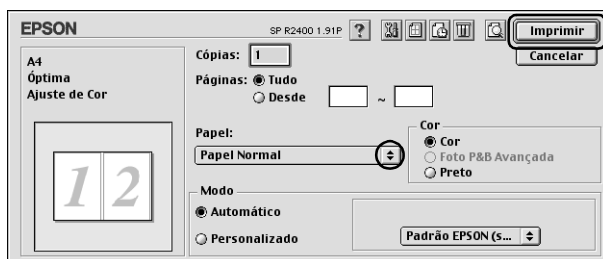 EPSON
SP R2400 1.91P ? Imprimir
Cancelar
A4
Óptima
Ajuste de Cor
1 2
Cópias: 1
Páginas: Tudo
Desde ~
Papel:
Papel Normal
Cor
Cor
Foto P&B Avançada
Preto
Modo
Automático
Personalizado
Padrão EPSON (s...